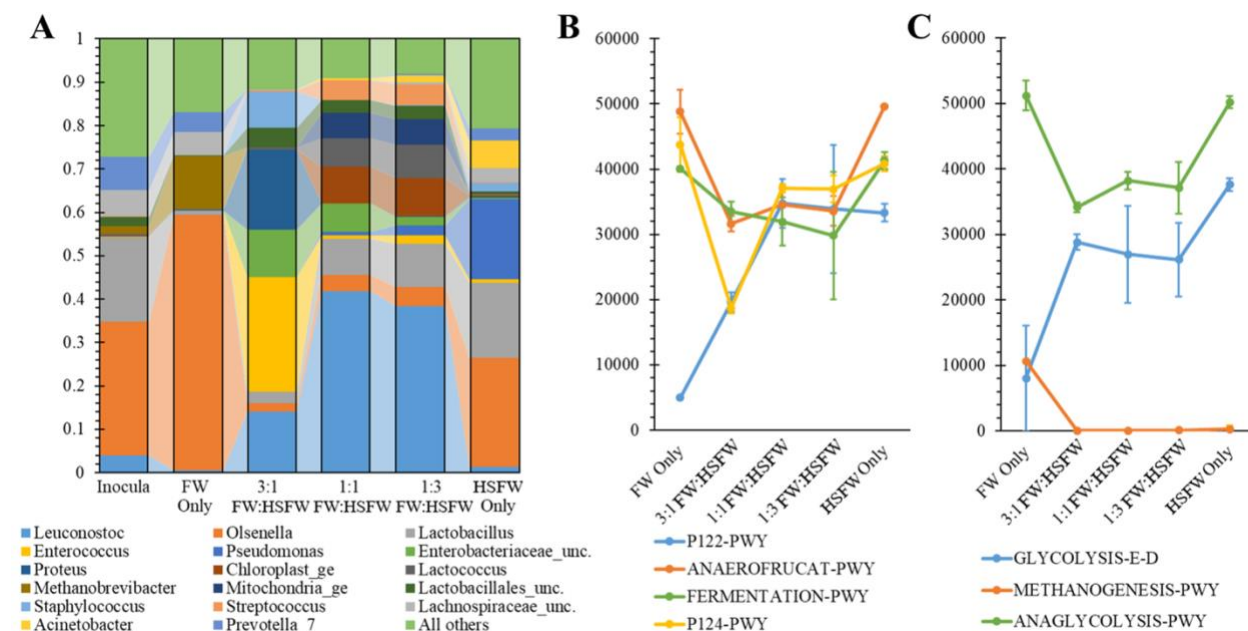 A
B
C
1
0.9
0.8
0.7
0.6
0.5
0.4
0.3
0.2
0.1
0
Inocula
FW Only
3:1 FW:HSFW
1:1 FW:HSFW
1:3 FW:HSFW
HSFW Only
Leuconostoc
Olsenella
Lactobacillus
Enterococcus
Pseudomonas
Enterobacteriaceae_unc.
Proteus
Chloroplast_ge
Lactococcus
Methanobrevibacter
Mitochondria_ge
Lactobacillales_unc.
Staphylococcus
Streptococcus
Lachnospiraceae_unc.
Acinetobacter
Prevotella_7
All others
60000
50000
40000
30000
20000
10000
0
FW Only
3:1 FW:HSFW
1:1 FW:HSFW
1:3 FW:HSFW
HSFW Only
P122-PWY
ANAEROFRUCAT-PWY
FERMENTATION-PWY
P124-PWY
60000
50000
40000
30000
20000
10000
0
FW Only
3:1 FW:HSFW
1:1 FW:HSFW
1:3 FW:HSFW
HSFW Only
GLYCOLYSIS-E-D
METHANOGENESIS-PWY
ANAGLYCOLYSIS-PWY